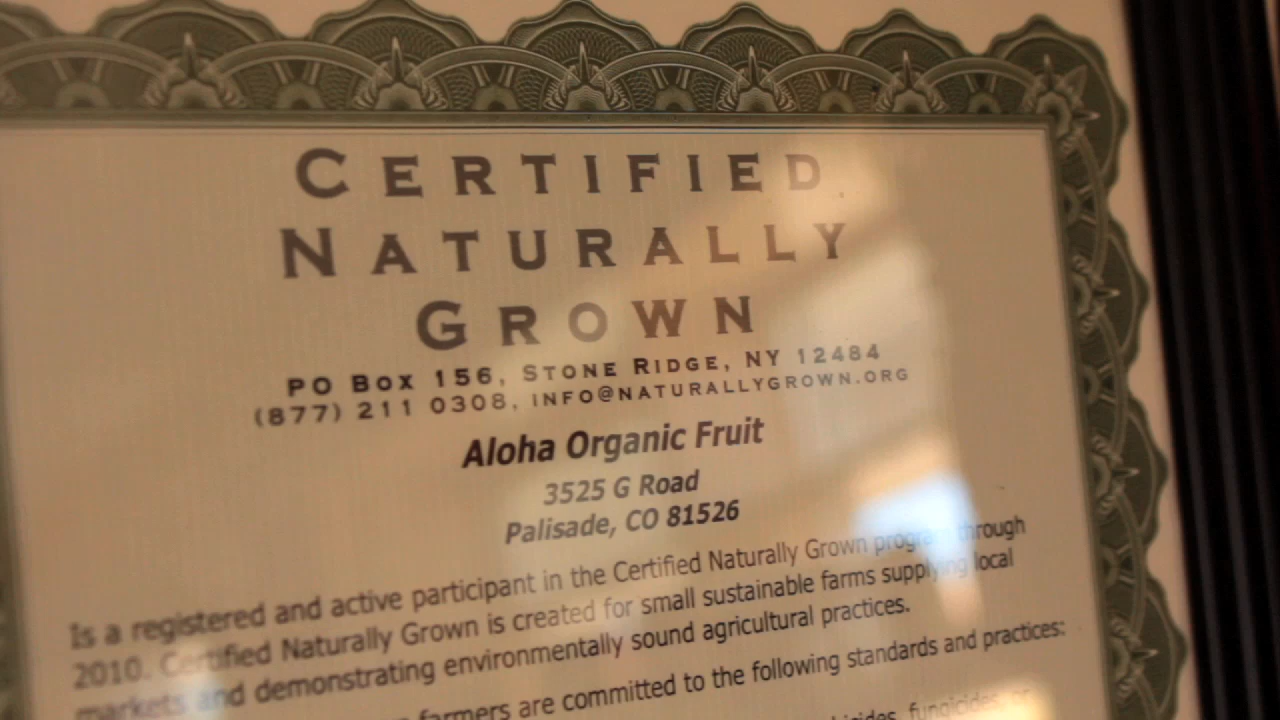 CERTIFIED
NATURALLY
GROWN
PO BOX 156, STONE RIDGE, NY 12484
(877) 211 0308, INFO@NATURALLYGROWN.ORG
Aloha Organic Fruit
3525 G Road
Palisade, CO 81526
Is a registered and active participant in the Certified Naturally Grown program through
2010. Certified Naturally Grown is created for small sustainable farms supplying local
markets and demonstrating environmentally sound agricultural practices.
farmers are committed to the following standards and practices:
fungicides, or